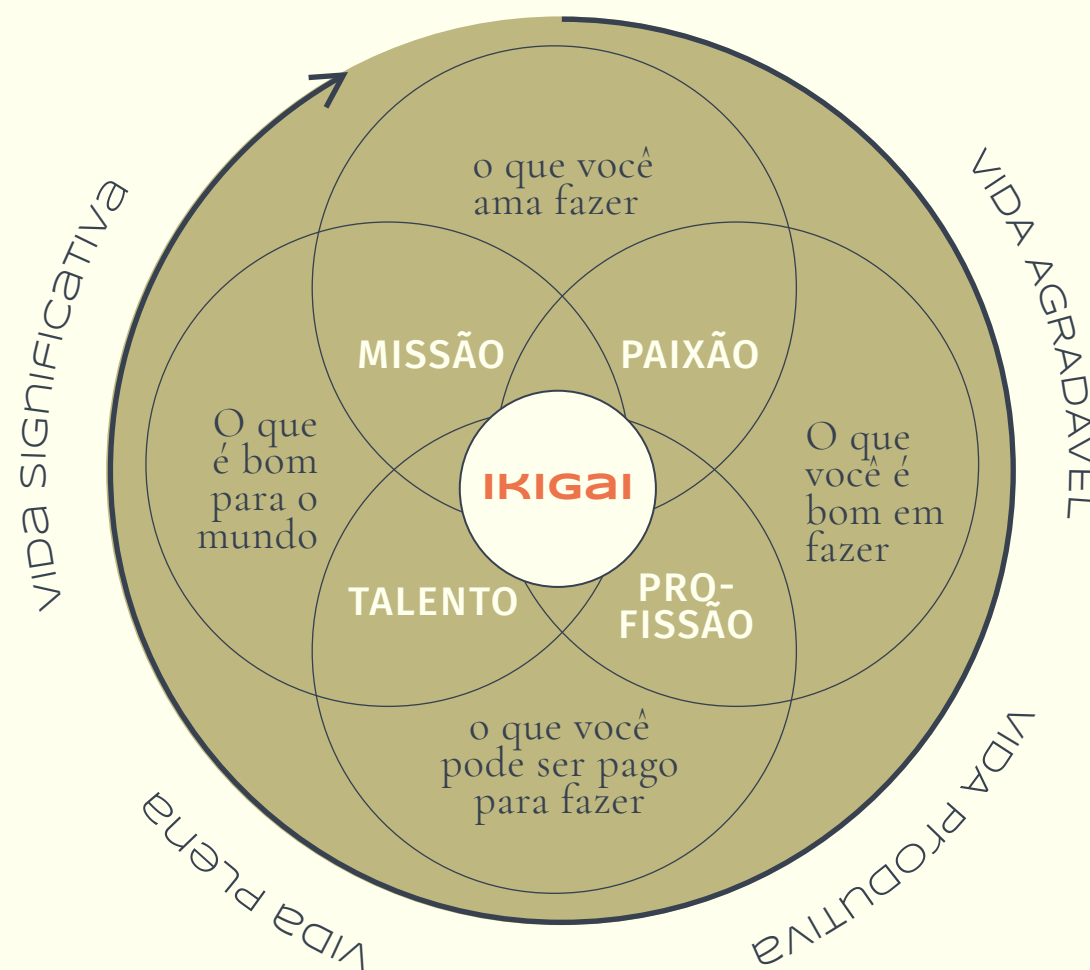 o que você
ama fazer
VIDA AGRADÁVEL
VIDA SIGNIFICATIVA
MISSÃO
PAIXÃO
O que
é bom
para o
mundo
IKIGAI
O que
você é
bom em
fazer
TALENTO
PRO-
FISSÃO
o que você
pode ser pago
para fazer
VIDA PLENA
VIDA PRODUTIVA